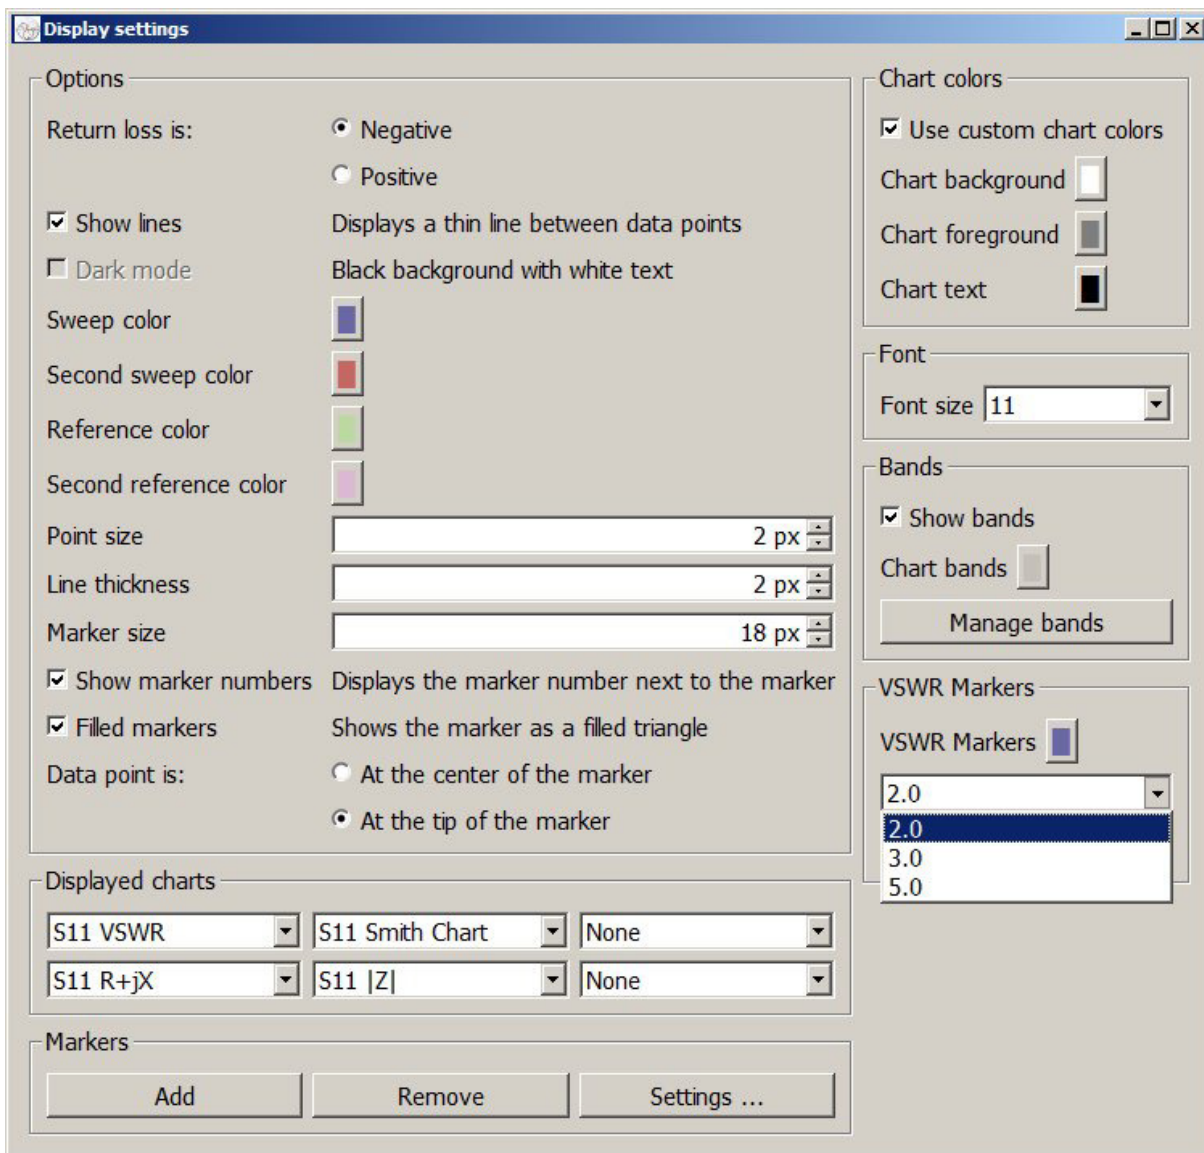 Display settings
Options
Return loss is:
Negative
Positive
Show lines
Displays a thin line between data points
Dark mode
Black background with white text
Sweep color
Second sweep color
Reference color
Second reference color
Point size
2 px
Line thickness
2 px
Marker size
18 px
Show marker numbers
Displays the marker number next to the marker
Filled markers
Shows the marker as a filled triangle
Data point is:
At the center of the marker
At the tip of the marker
Displayed charts
S11 VSWR
S11 Smith Chart
None
S11 R+jX
S11 |Z|
None
Markers
Add
Remove
Settings ...
Chart colors
Use custom chart colors
Chart background
Chart foreground
Chart text
Font
Font size
11
Bands
Show bands
Chart bands
Manage bands
VSWR Markers
VSWR Markers
2.0
2.0
3.0
5.0